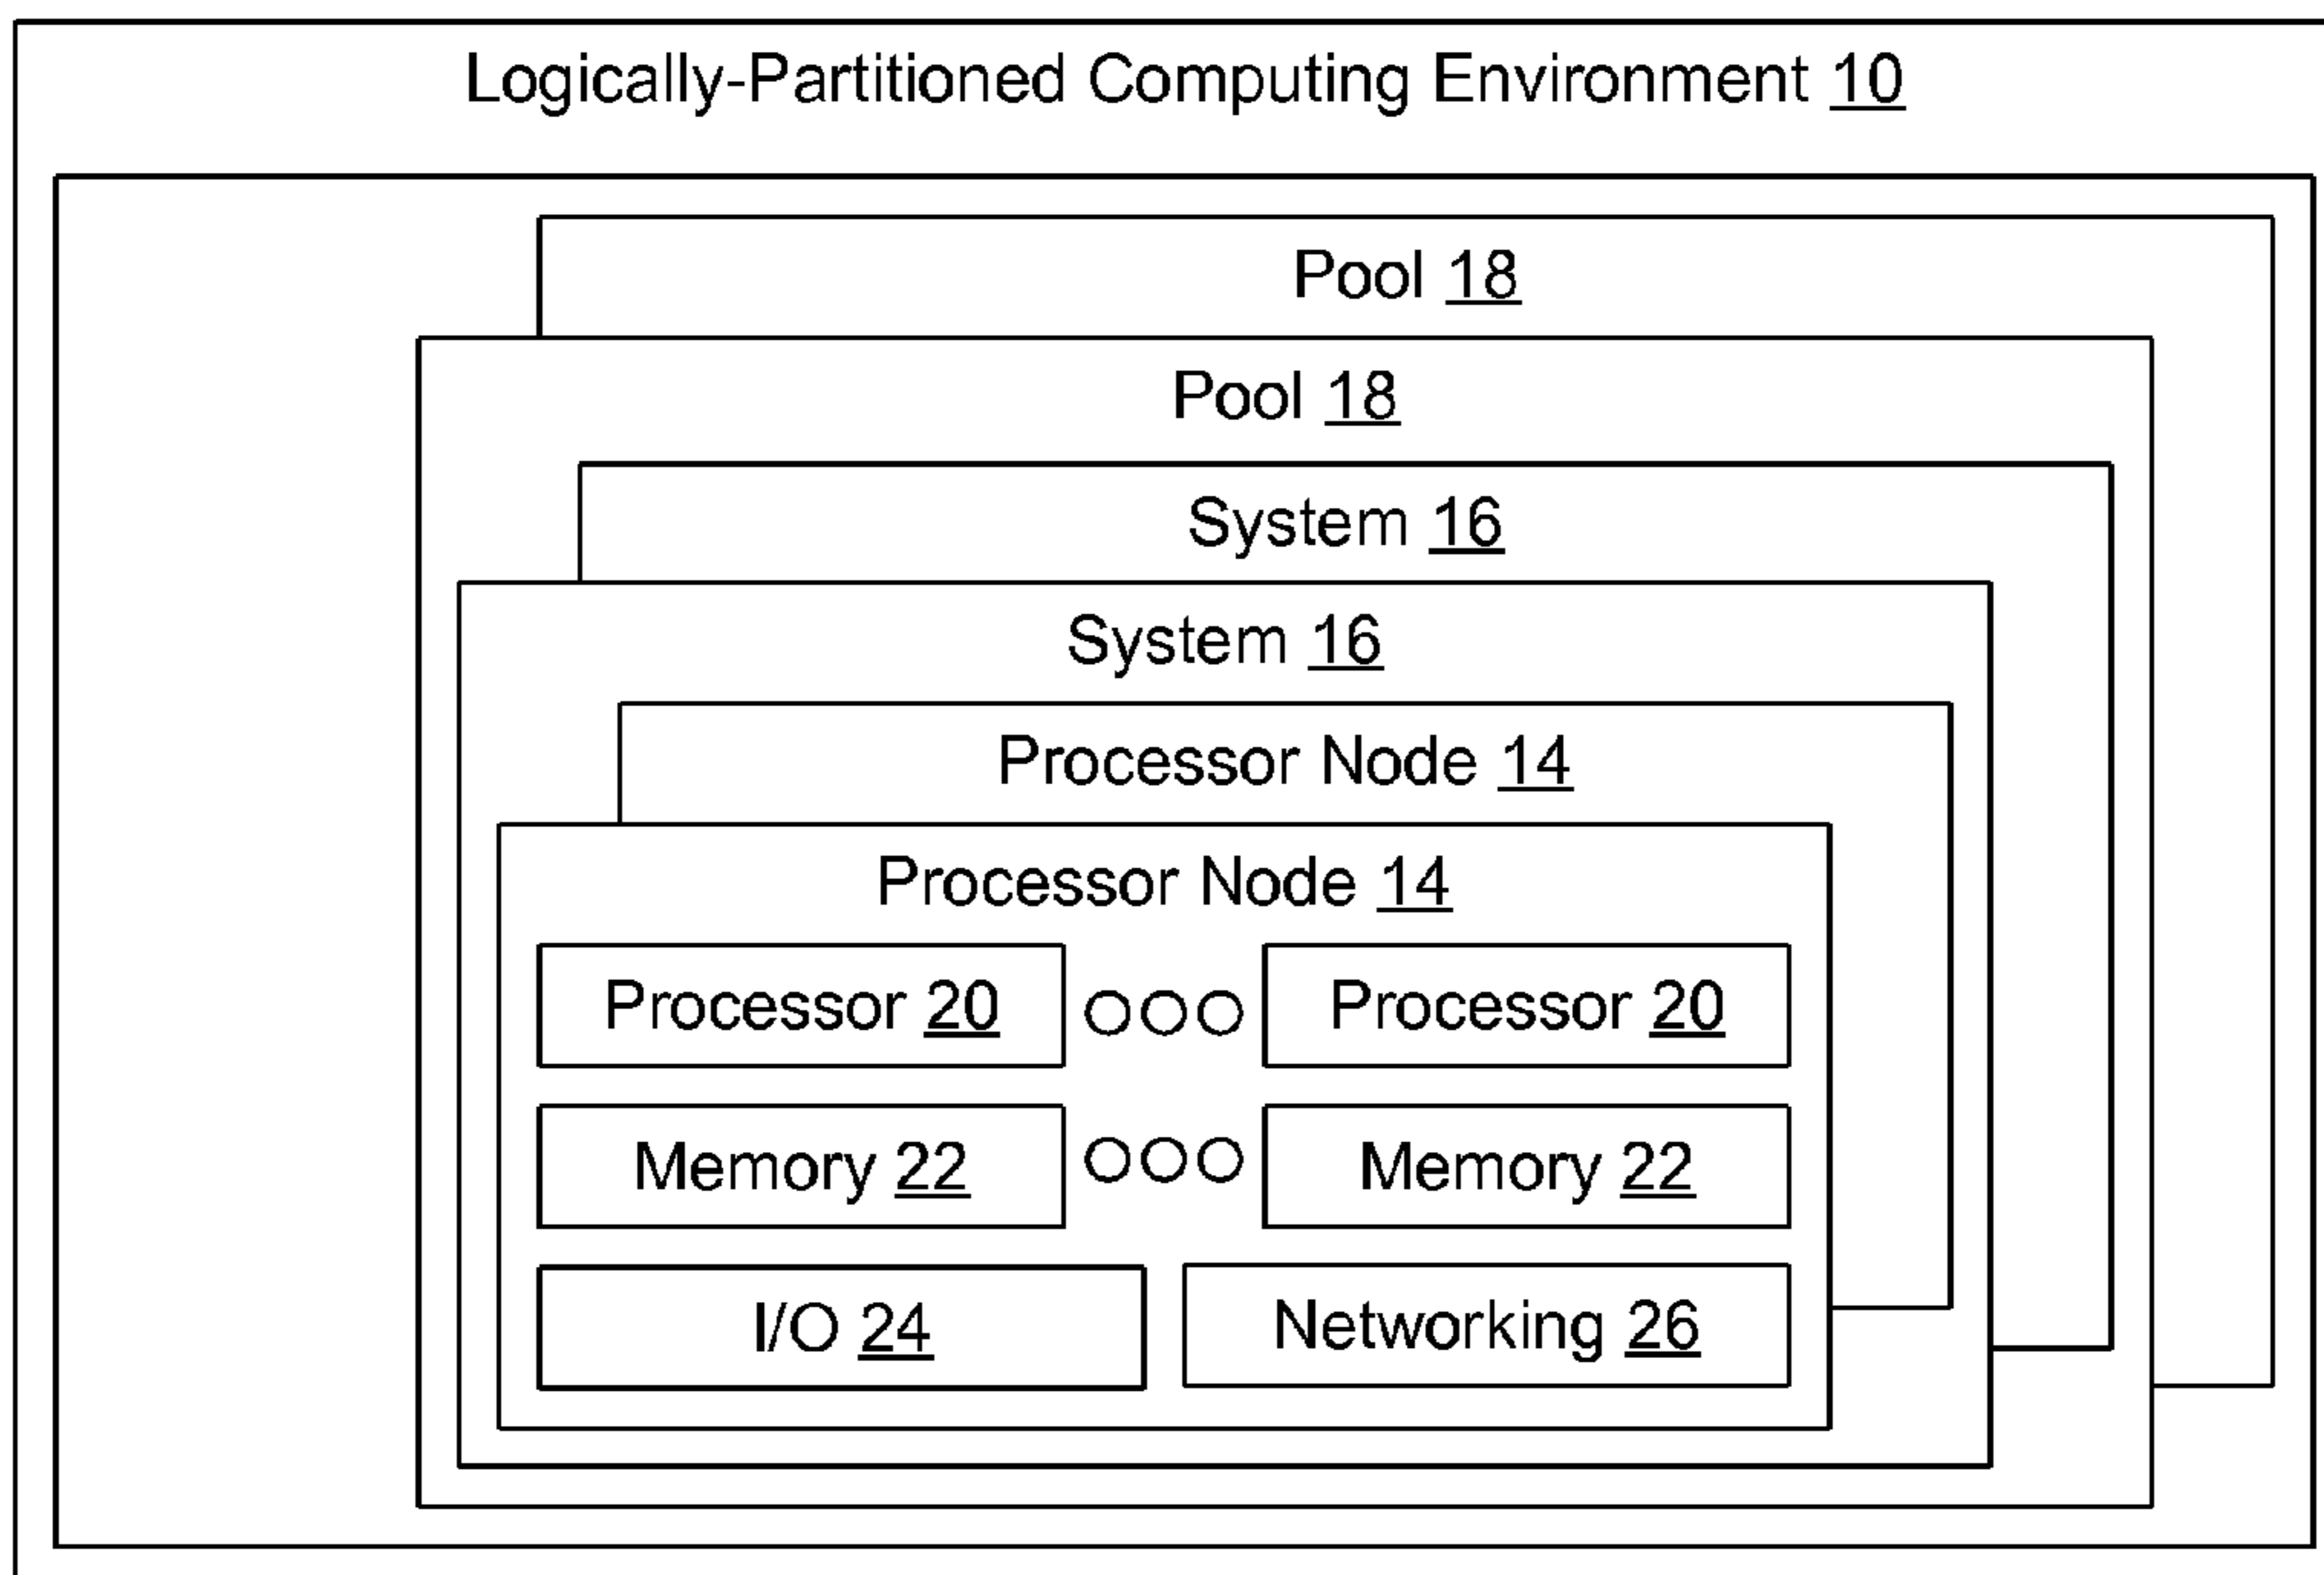 Logically-Partitioned Computing Environment 10
Pool 18
Pool 18
System 16
System 16
Processor Node 14
Processor Node 14
Processor 20 Processor 20
Memory 22 Memory 22
I/O 24 Networking 26